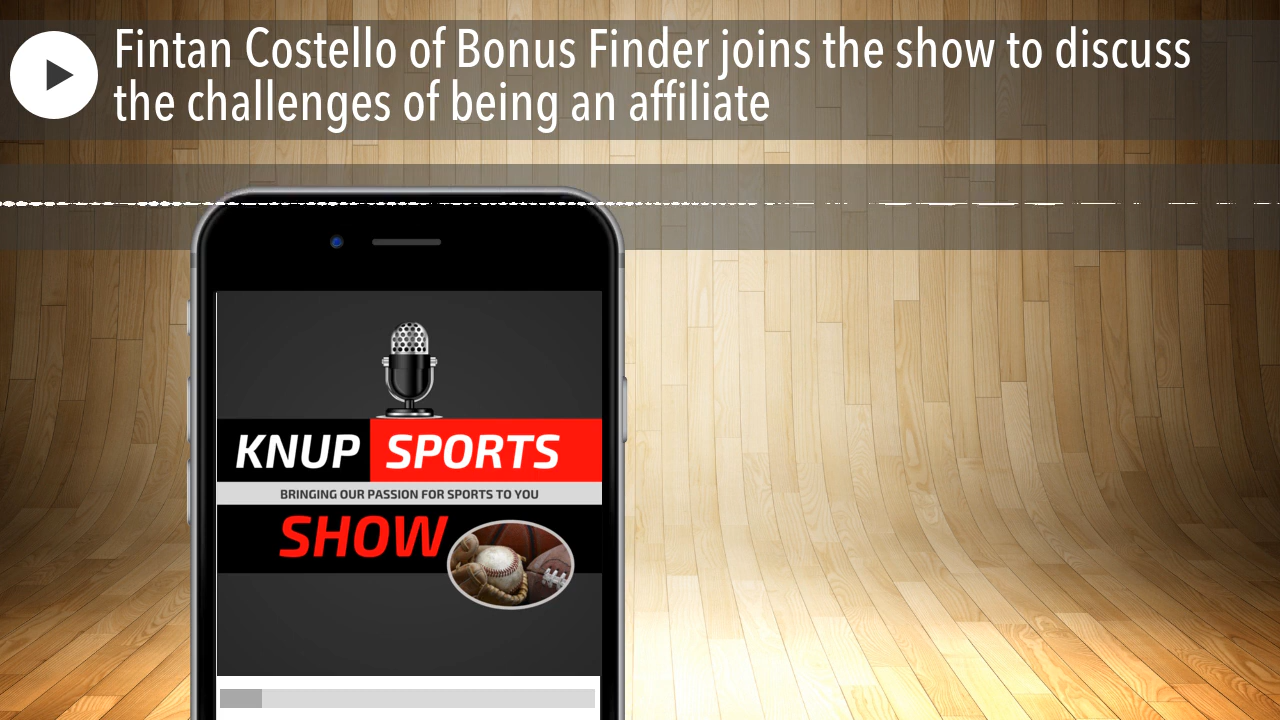 Fintan Costello of Bonus Finder joins the show to discuss
the challenges of being an affiliate
KNUP SPORTS
BRINGING OUR PASSION FOR SPORTS TO YOU
SHOW